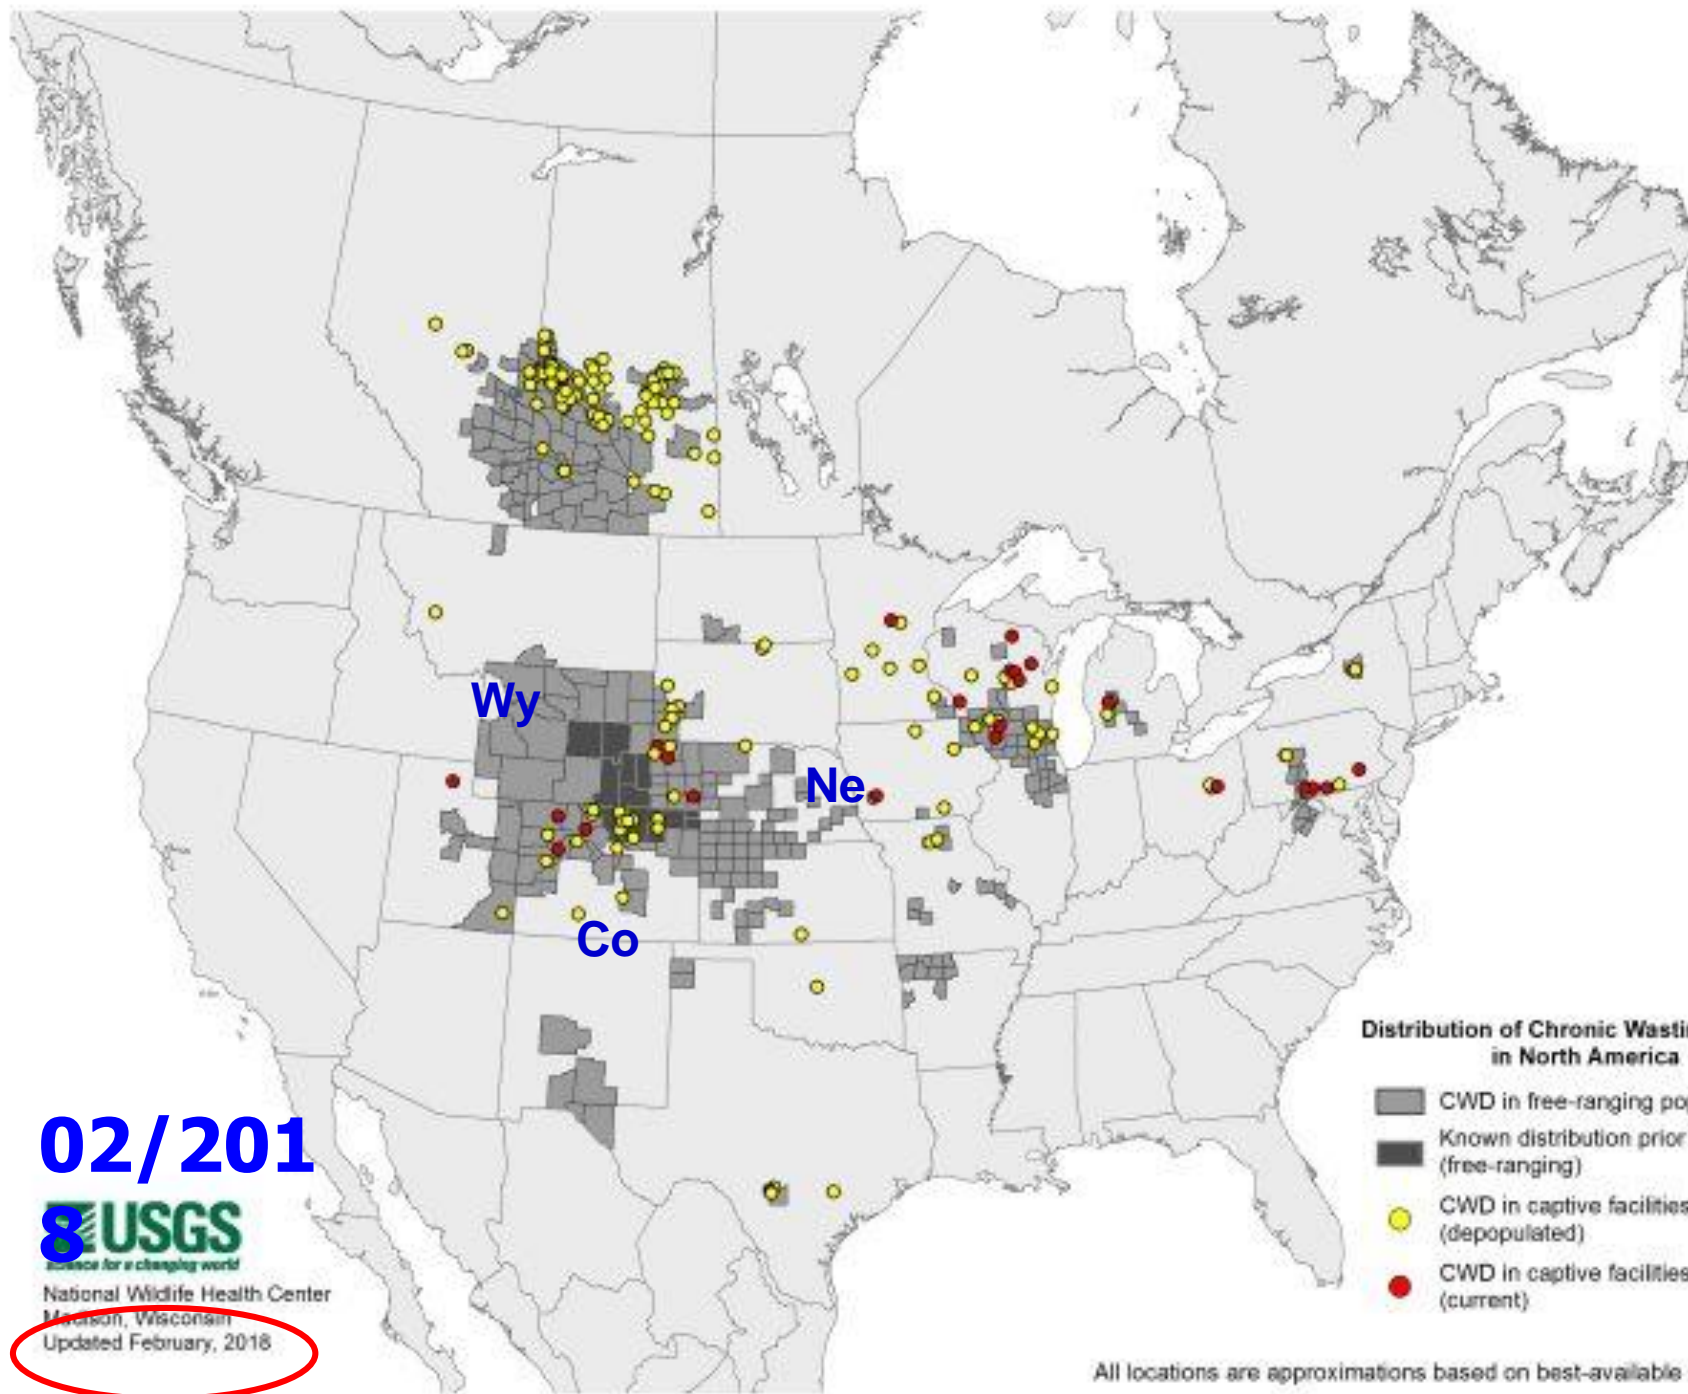 Wy
Ne
Co
Distribution of Chronic Wasti
in North America
CWD in free-ranging po
Known distribution prior
(free-ranging)
CWD in captive facilities
(depopulated)
CWD in captive facilities
(current)
02/201
8
USGS
science for a changing world
National Wildlife Health Center
Madison, Wisconsin
Updated February, 2018
All locations are approximations based on best-available